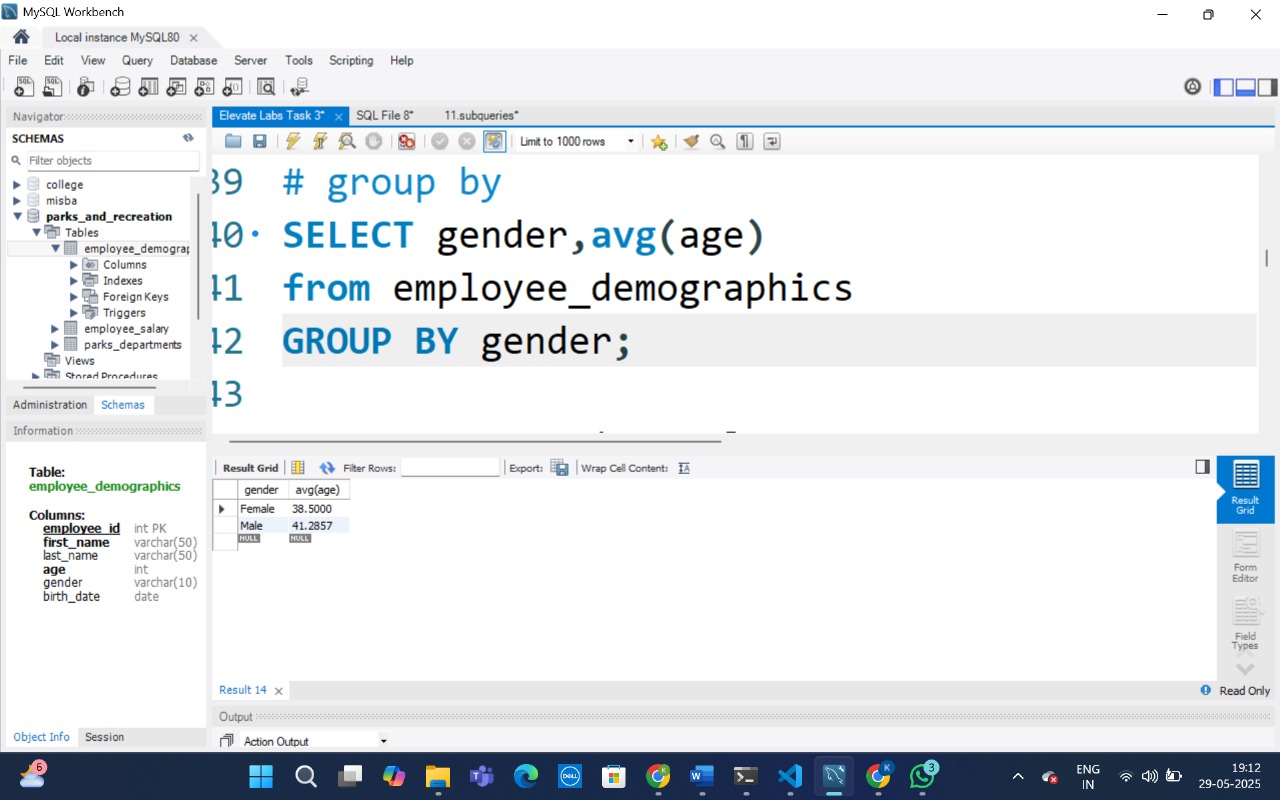 MySQL Workbench
Local instance MySQL80
File Edit View Query Database Server Tools Scripting Help
Navigator
SCHEMAS
Filter objects
college
misba
parks_and_recreation
Tables
employee_demograp
Columns
Indexes
Foreign Keys
Triggers
employee_salary
parks_departments
Views
Stored Procedures
Administration Schemas
Information
Table:
employee_demographics
Columns:
employee_id int PK
first_name varchar(50)
last_name varchar(50)
age int
gender varchar(10)
birth_date date
Object Info Session
Elevate Labs Task 3* SQL File 8* 11.subqueries*
Limit to 1000 rows
39 # group by
40 SELECT gender,avg(age)
41 from employee_demographics
42 GROUP BY gender;
43
Result Grid Filter Rows: Export: Wrap Cell Content:
gender avg(age)
Female 38.5000
Male 41.2857
NULL NULL
Result Grid
Form Editor
Field Types
Result 14
Read Only
Output
Action Output
6
DELL
K
3
ENG
IN
19:12
29-05-2025